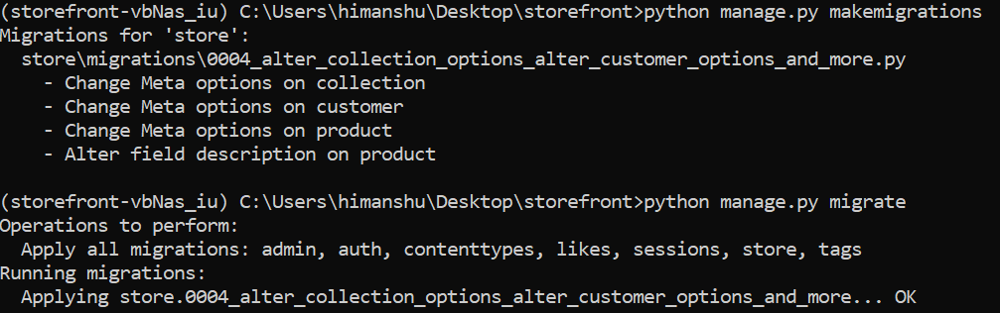 (storefront-vbNas_iu) C:\Users\himanshu\Desktop\storefront>python manage.py makemigrations
Migrations for 'store':
  store\migrations\0004_alter_collection_options_alter_customer_options_and_more.py
    - Change Meta options on collection
    - Change Meta options on customer
    - Change Meta options on product
    - Alter field description on product

(storefront-vbNas_iu) C:\Users\himanshu\Desktop\storefront>python manage.py migrate
Operations to perform:
  Apply all migrations: admin, auth, contenttypes, likes, sessions, store, tags
Running migrations:
  Applying store.0004_alter_collection_options_alter_customer_options_and_more... OK